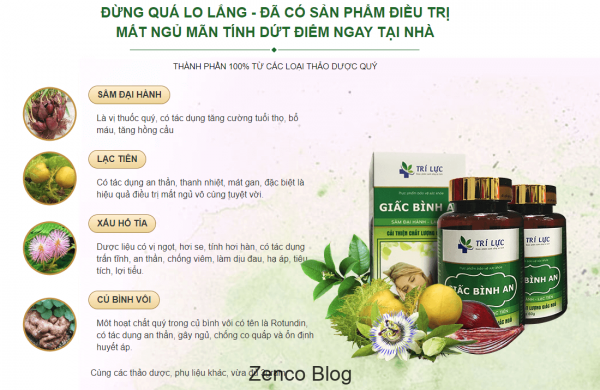 ĐỪNG QUÁ LO LẮNG - ĐÃ CÓ SẢN PHẨM ĐIỀU TRỊ
MẤT NGỦ MÃN TÍNH DỨT ĐIỂM NGAY TẠI NHÀ
THÀNH PHẦN 100% TỪ CÁC LOẠI THẢO DƯỢC QUÝ
SÂM ĐẠI HÀNH
Là vị thuốc quý, có tác dụng tăng cường tuổi thọ, bổ
máu, tăng hồng cầu
LẠC TIÊN
Có tác dụng an thần, thanh nhiệt, mát gan, đặc biệt là
hiệu quả điều trị mất ngủ vô cùng tuyệt vời.
XẤU HỔ TÍA
Dược liệu có vị ngọt, hơi se, tính hơi hàn, có tác dụng
trấn tĩnh, an thần, chống viêm, làm dịu đau, hạ áp, tiêu
tích, lợi tiểu.
CỦ BÌNH VÔI
Một hoạt chất quý trong củ bình vôi có tên là Rotundin,
có tác dụng an thần, gây ngủ, chống co quắp và ổn định
huyết áp.
Cùng các thảo dược, phụ liệu khác, vừa đủ
Zenco Blog
TRÍ LỰC
GIẤC BÌNH AN
SÂM ĐẠI HÀNH
CẢI THIỆN CHẤT LƯỢNG
TRÍ LỰC
GIẤC BÌNH AN
TRÍ LỰC
BÌNH AN
LẠC TIÊN
LƯỢNG GIẤC NGỦ